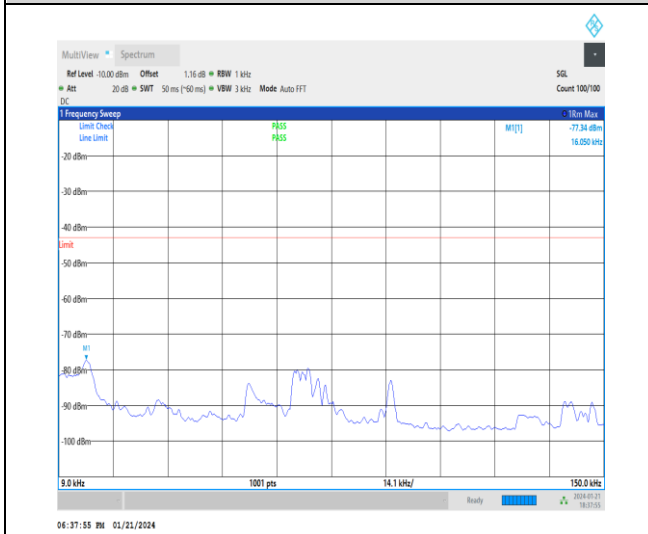 MultiView Spectrum
Ref Level -10.00 dBm Offset 1.16 dB RBW 1 kHz SGL
Att 20 dB SWT 50 ms (~60 ms) VBW 3 kHz Mode Auto FFT Count 100/100
DC
1 Frequency Sweep 1Rm Max
Limit Check PASS M1[1] -77.34 dBm
Line Limit PASS 16.050 kHz
-20 dBm
-30 dBm
-40 dBm
Limit
-50 dBm
-60 dBm
-70 dBm
M1
-80 dBm
-90 dBm
-100 dBm
9.0 kHz 1001 pts 14.1 kHz/ 150.0 kHz
Ready 2024-01-21
18:37:55
06:37:55 PM 01/21/2024